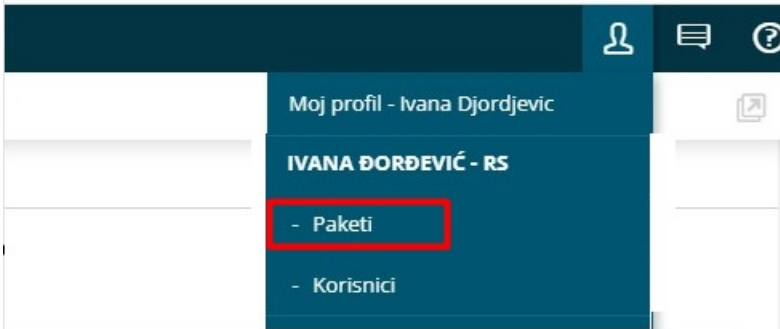 Moj profil - Ivana Djordjevic
IVANA ĐORĐEVIĆ - RS
- Paketi
- Korisnici